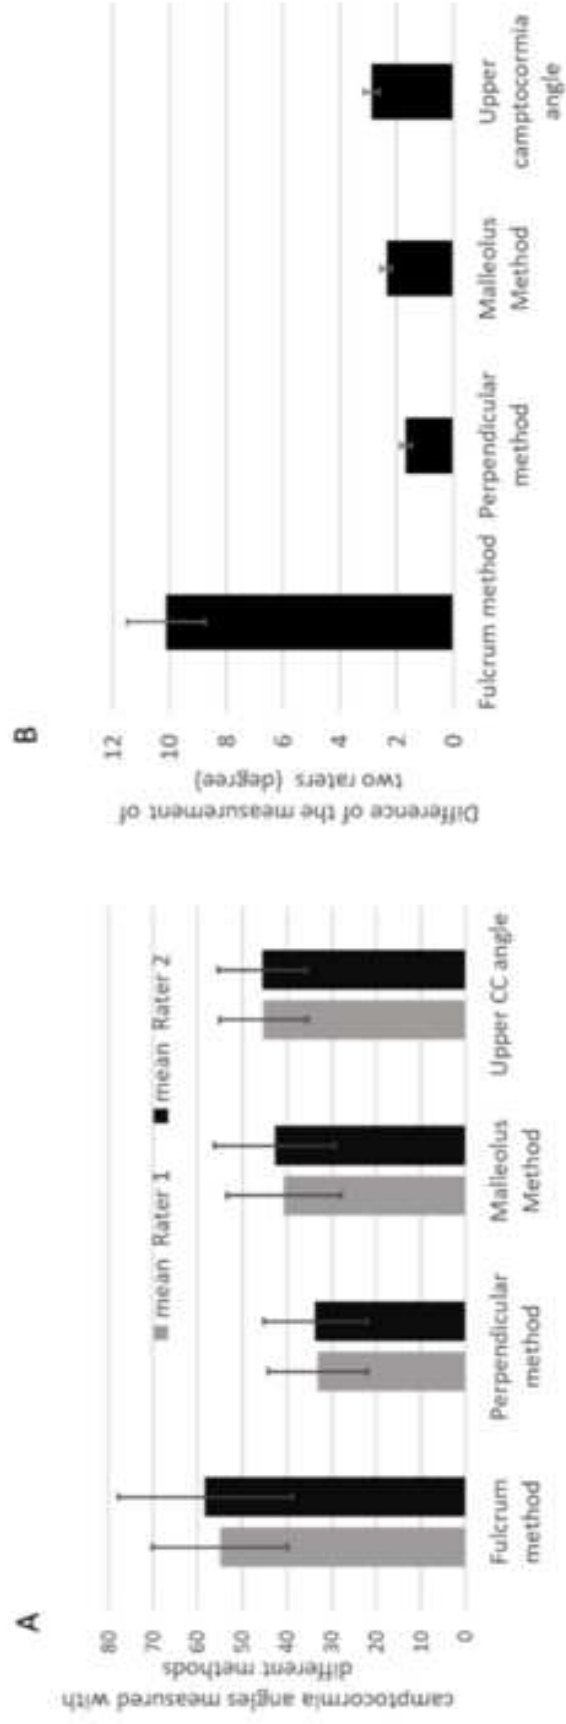 A
camptocormia angles measured with
different methods
80
70
60
50
40
30
20
10
0
mean Rater 1
mean Rater 2
Fulcrum
method
Perpendicular
method
Malleolus
Method
Upper CC angle
B
Difference of the measurement of
two raters (degree)
12
10
8
6
4
2
0
Fulcrum method
Perpendicular
method
Malleolus
Method
Upper
camptocormia
angle